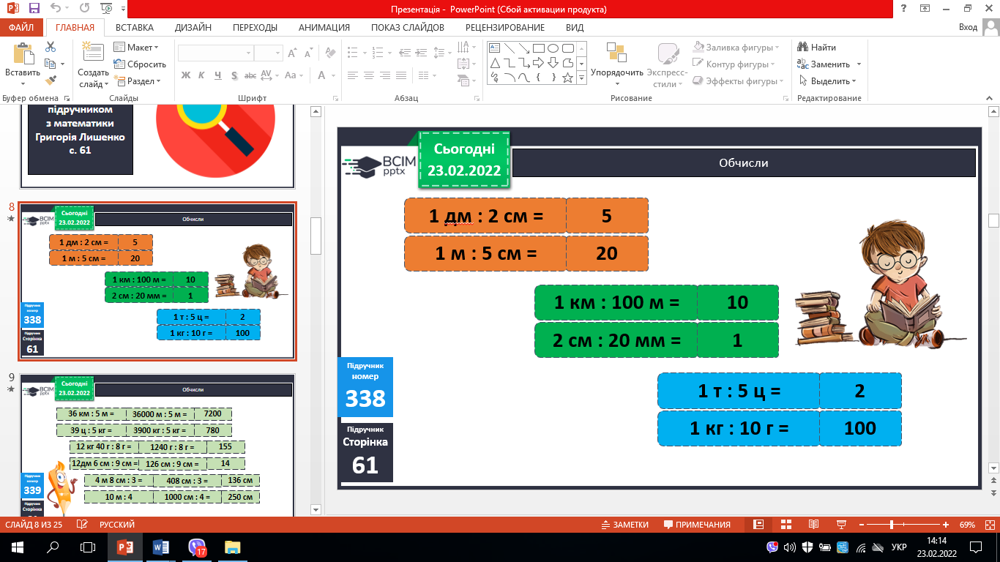 Презентація - PowerPoint (Сбой активации продукта)
ФАЙЛ ГЛАВНАЯ ВСТАВКА ДИЗАЙН ПЕРЕХОДЫ АНИМАЦИЯ ПОКАЗ СЛАЙДОВ РЕЦЕНЗИРОВАНИЕ ВИД Вход
Вставить
Буфер обмена
Создать слайд
Макет
Сбросить
Раздел
Слайды
Ж К Ч S abc AV Aa А
Шрифт
Абзац
Упорядочить
Экспресс-стили
Заливка фигуры
Контур фигуры
Эффекты фигуры
Рисование
Найти
Заменить
Выделить
Редактирование
підручником
з математики
Григорія Лишенко
с. 61
8
BCIM pptx
Сьогодні
23.02.2022
Обчисли
1 дм : 2 см = 5
1 м : 5 см = 20
1 км : 100 м = 10
2 см : 20 мм = 1
1 т : 5 ц = 2
1 кг : 10 г = 100
Підручник
номер
338
Підручник
Сторінка
61
9
BCIM pptx
Сьогодні
23.02.2022
Обчисли
36 км : 5 м = 36000 м : 5 м = 7200
39 ц : 5 кг = 3900 кг : 5 кг = 780
12 кг 40 г : 8 г = 1240 г : 8 г = 155
12дм 6 см : 9 см = 126 см : 9 см = 14
4 м 8 см : 3 = 408 см : 3 = 136 см
10 м : 4 1000 см : 4 = 250 см
Підручник
номер
339
Підручник
Сторінка
BCIM
pptx
Сьогодні
23.02.2022
Обчисли
1 дм : 2 см = 5
1 м : 5 см = 20
1 км : 100 м = 10
2 см : 20 мм = 1
1 т : 5 ц = 2
1 кг : 10 г = 100
Підручник
номер
338
Підручник
Сторінка
61
СЛАЙД 8 ИЗ 25 РУССКИЙ ЗАМЕТКИ ПРИМЕЧАНИЯ 69%
17
УКР
14:14
23.02.2022